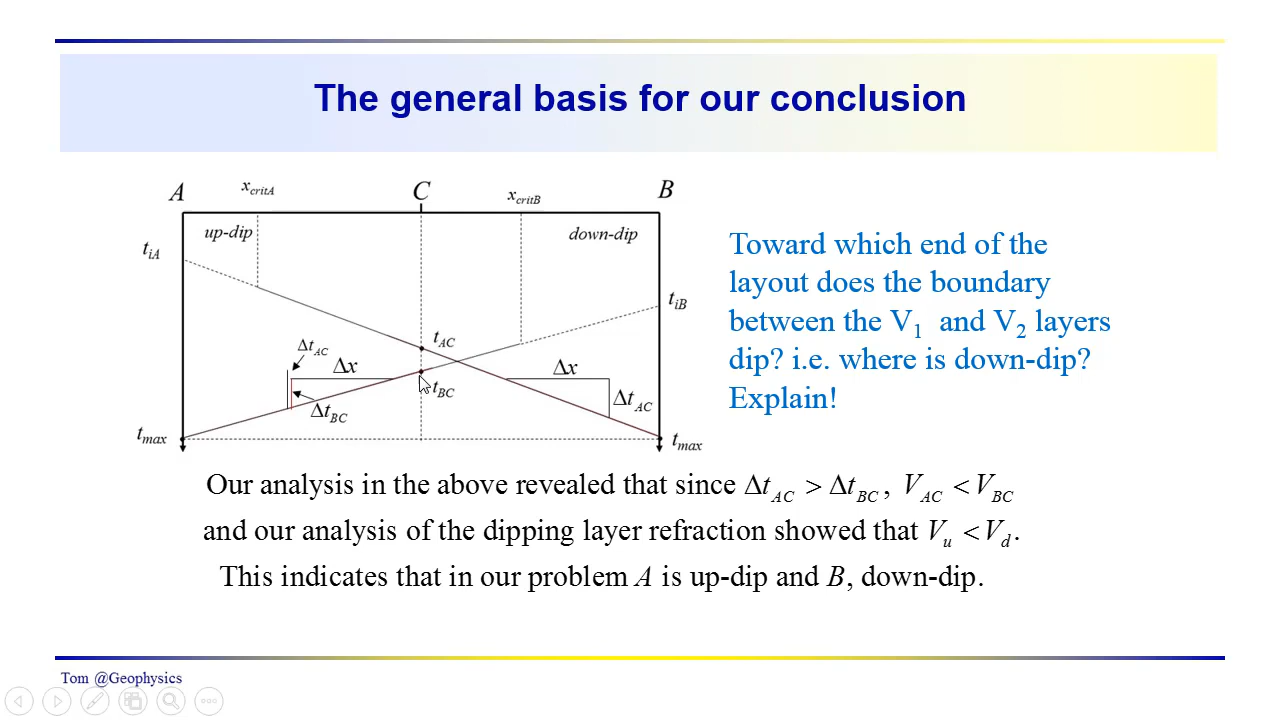 The general basis for our conclusion
A
x_critA
C
x_critB
B
up-dip
down-dip
t_iA
t_iB
t_AC
Δt_AC
Δx
Δx
t_BC
Δt_AC
Δt_BC
t_max
t_max
Toward which end of the
layout does the boundary
between the V₁ and V₂ layers
dip? i.e. where is down-dip?
Explain!
Our analysis in the above revealed that since Δt_AC > Δt_BC, V_AC < V_BC
and our analysis of the dipping layer refraction showed that V_u < V_d.
This indicates that in our problem A is up-dip and B, down-dip.
Tom @Geophysics